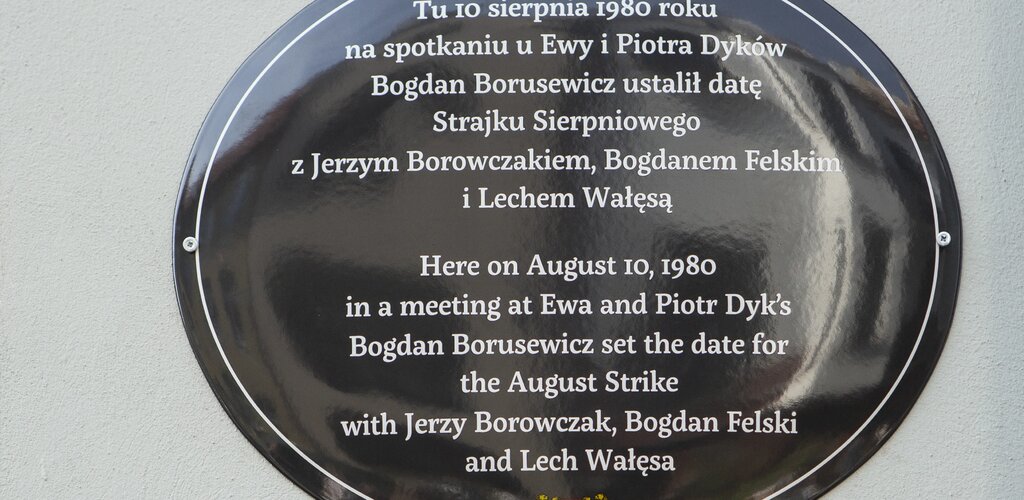 Tu 10 sierpnia 1980 roku
na spotkaniu u Ewy i Piotra Dyków
Bogdan Borusewicz ustalił datę
Strajku Sierpniowego
z Jerzym Borowczakiem, Bogdanem Felskim
i Lechem Wałęsą
Here on August 10, 1980
in a meeting at Ewa and Piotr Dyk's
Bogdan Borusewicz set the date for
the August Strike
with Jerzy Borowczak, Bogdan Felski
and Lech Wałęsa